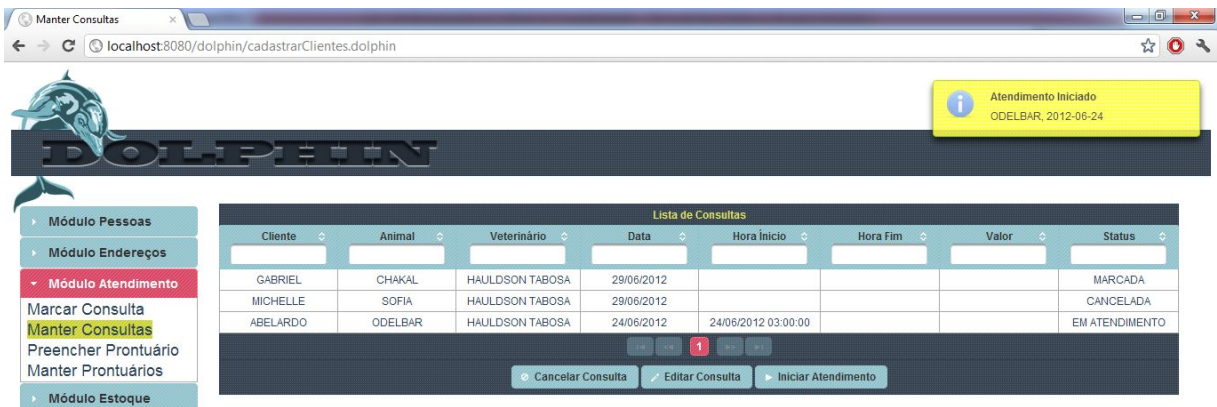 Manter Consultas
localhost:8080/dolphin/cadastrarClientes.dolphin
Atendimento Iniciado
ODELBAR, 2012-06-24
DOLPHIN
Módulo Pessoas
Módulo Endereços
Módulo Atendimento
Marcar Consulta
Manter Consultas
Preencher Prontuário
Manter Prontuários
Módulo Estoque
Lista de Consultas
Cliente Animal Veterinário Data Hora Ínicio Hora Fim Valor Status
GABRIEL CHAKAL HAULDSON TABOSA 29/06/2012 MARCADA
MICHELLE SOFIA HAULDSON TABOSA 29/06/2012 CANCELADA
ABELARDO ODELBAR HAULDSON TABOSA 24/06/2012 24/06/2012 03:00:00 EM ATENDIMENTO
1
Cancelar Consulta Editar Consulta Iniciar Atendimento